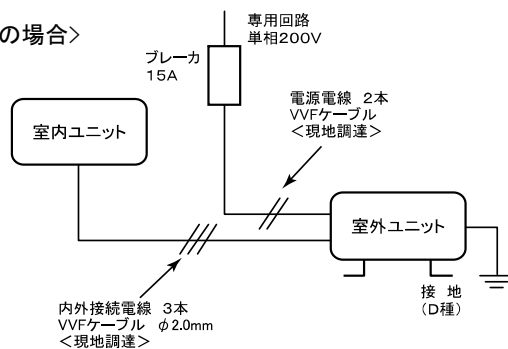 の場合>
専用回路
単相200V
ブレーカ
15A
電源電線 2本
VVFケーブル
<現地調達>
室内ユニット
室外ユニット
接 地
(D種)
内外接続電線 3本
VVFケーブル φ2.0mm
<現地調達>